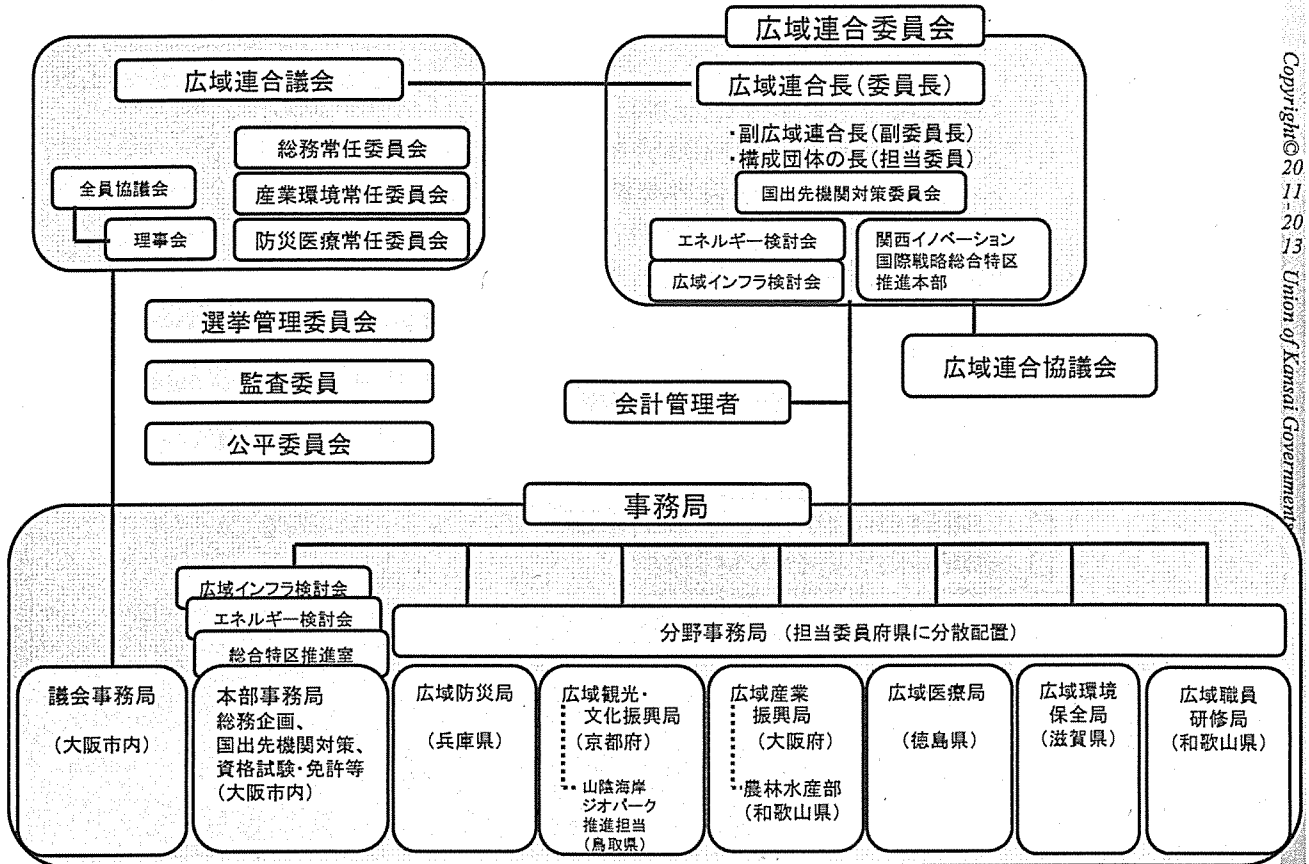 広域連合議会
総務常任委員会
産業環境常任委員会
防災医療常任委員会
全員協議会
理事会
広域連合委員会
広域連合長(委員長)
・副広域連合長(副委員長)
・構成団体の長(担当委員)
国出先機関対策委員会
エネルギー検討会
広域インフラ検討会
関西イノベーション
国際戦略総合特区
推進本部
選挙管理委員会
監査委員
公平委員会
会計管理者
広域連合協議会
事務局
広域インフラ検討会
エネルギー検討会
総合特区推進室
分野事務局 (担当委員府県に分散配置)
議会事務局
(大阪市内)
本部事務局
総務企画、
国出先機関対策、
資格試験・免許等
(大阪市内)
広域防災局
(兵庫県)
広域観光・
文化振興局
(京都府)
山陰海岸
ジオパーク
推進担当
(鳥取県)
広域産業
振興局
(大阪府)
農林水産部
(和歌山県)
広域医療局
(徳島県)
広域環境
保全局
(滋賀県)
広域職員
研修局
(和歌山県)
Copyright© 2011-2013 Union of Kansai Governments